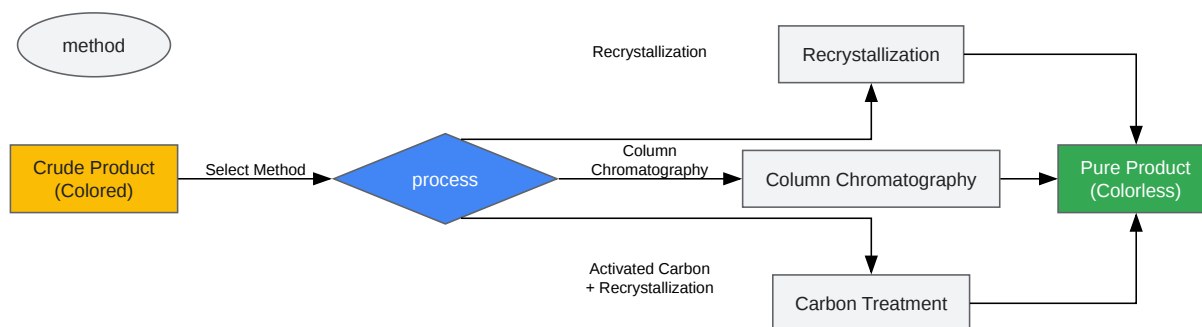 method
Recrystallization
Recrystallization
Crude Product
(Colored)
Select Method
process
Column
Chromatography
Column Chromatography
Pure Product
(Colorless)
Activated Carbon
+ Recrystallization
Carbon Treatment